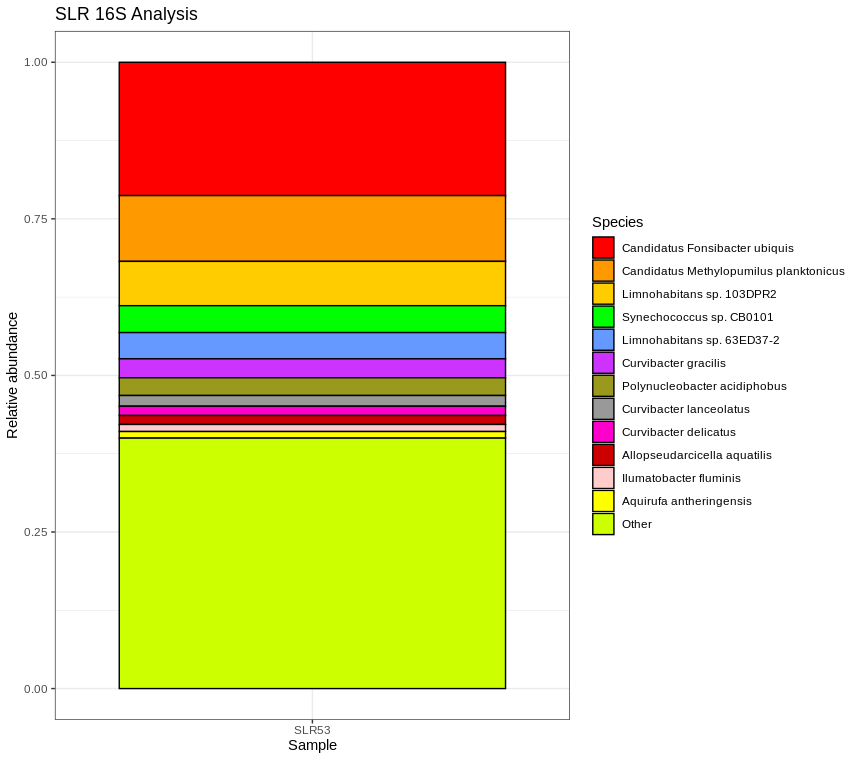 SLR 16S Analysis
1.00
0.75
0.50
0.25
0.00
Relative abundance
SLR53
Sample
Species
Candidatus Fonsibacter ubiquis
Candidatus Methylopumilus planktonicus
Limnohabitans sp. 103DPR2
Synechococcus sp. CB0101
Limnohabitans sp. 63ED37-2
Curvibacter gracilis
Polynucleobacter acidiphobus
Curvibacter lanceolatus
Curvibacter delicatus
Allopseudarcicella aquatilis
Ilumatobacter fluminis
Aquirufa antheringensis
Other